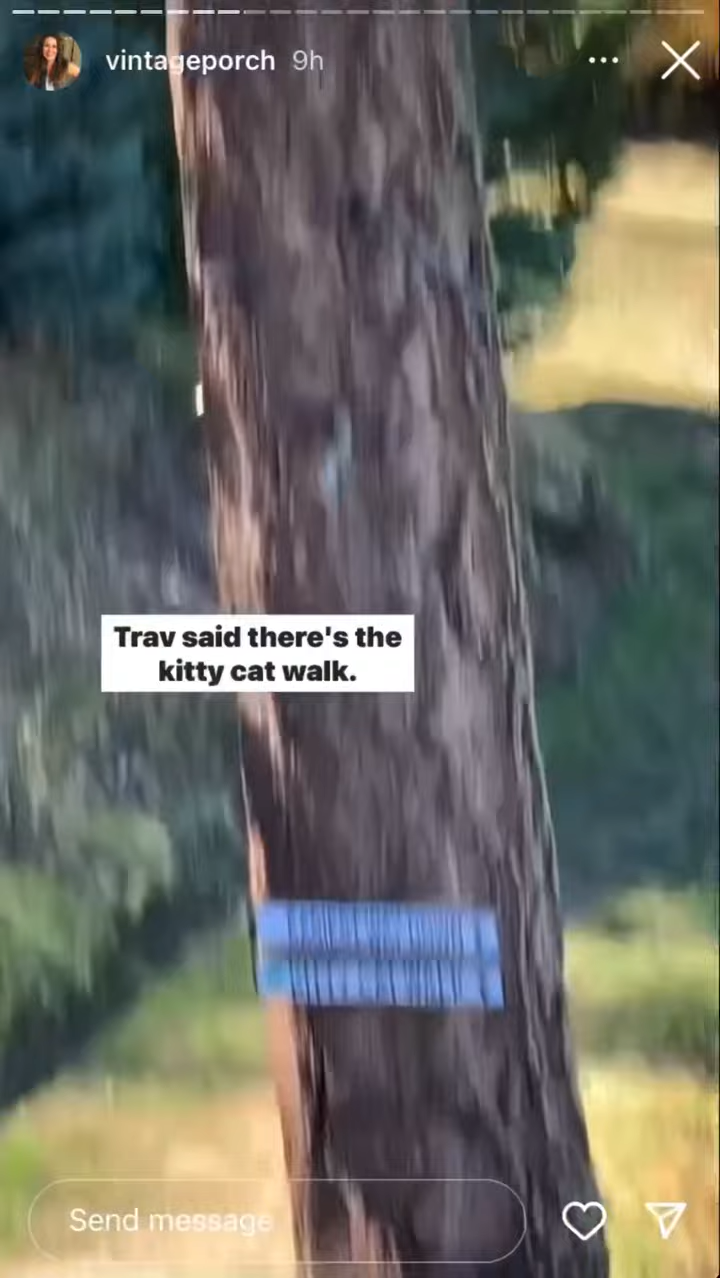 vintageporch 9h
Trav said there's the
kitty cat walk.
Send message